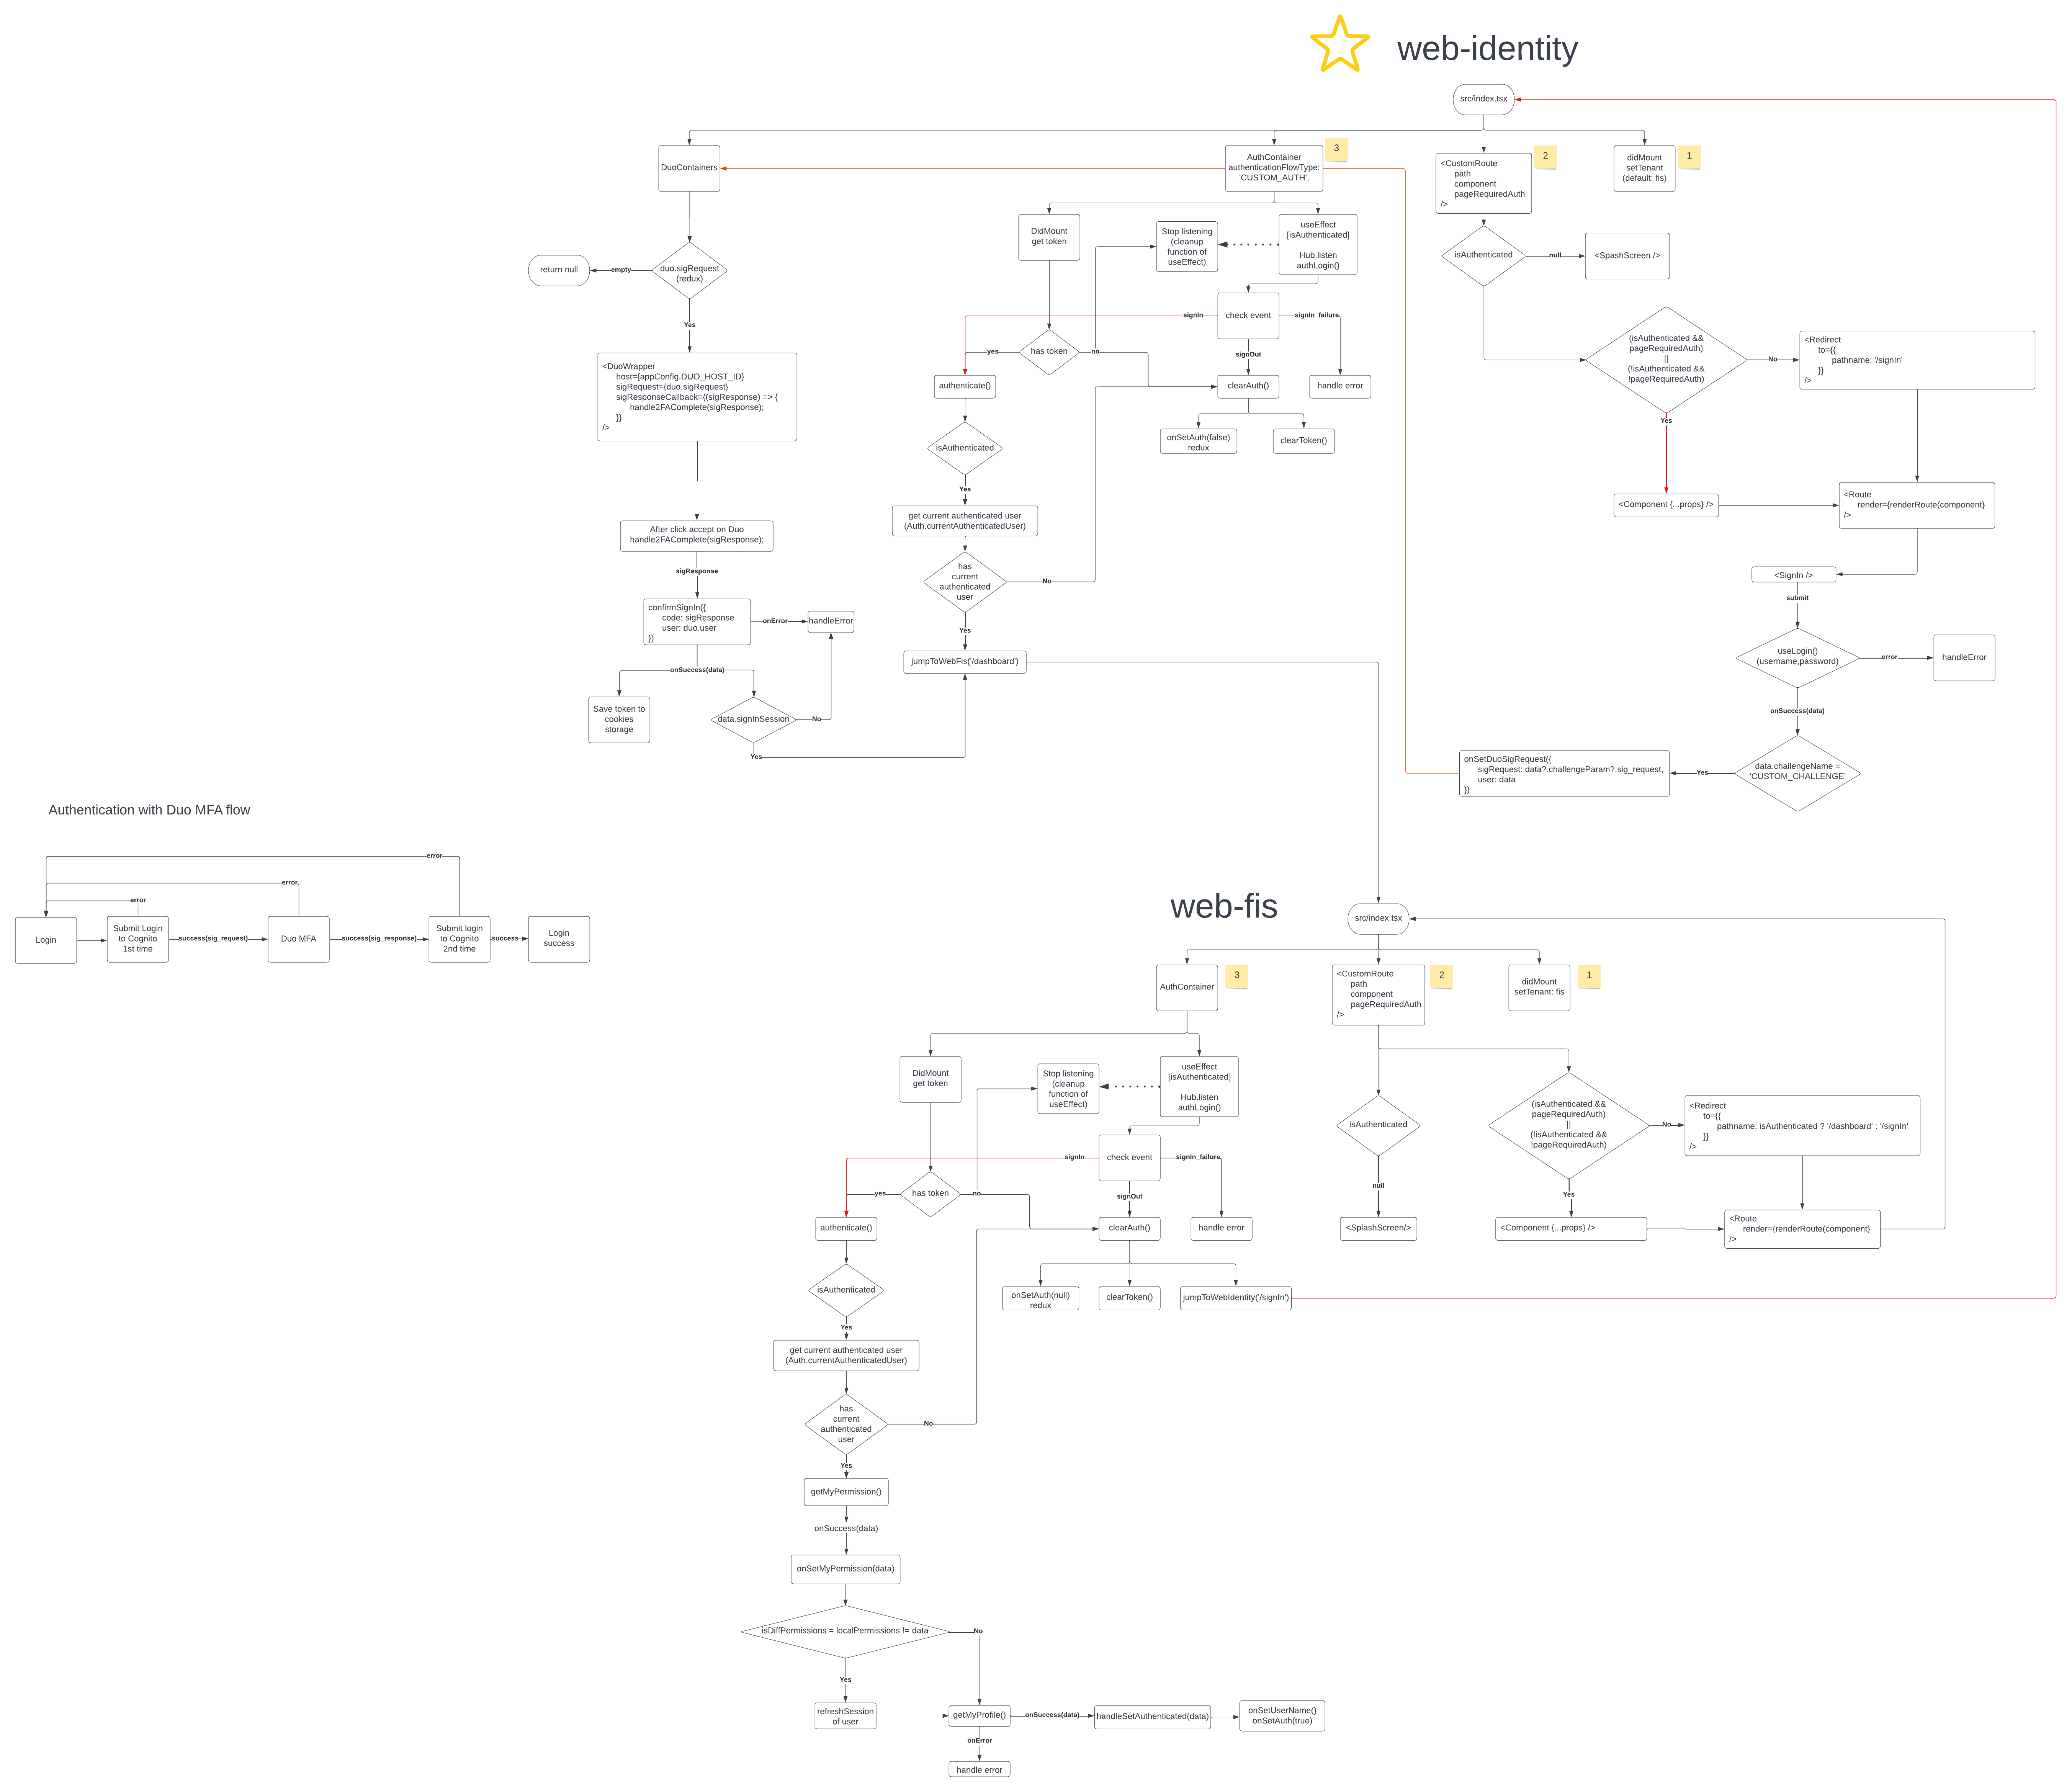 web-identity
src/index.tsx
DuoContainers
AuthContainer
authenticationFlowType:
'CUSTOM_AUTH',
3
<CustomRoute
path
component
pageRequiredAuth
/>
2
didMount
setTenant
(default: fis)
1
duo.sigRequest
(redux)
empty
return null
Yes
<DuoWrapper
host={appConfig.DUO_HOST_ID}
sigRequest={duo.sigRequest}
sigResponseCallback={(sigResponse) => {
handle2FAComplete(sigResponse);
}}
/>
After click accept on Duo
handle2FAComplete(sigResponse);
sigResponse
confirmSignIn({
code: sigResponse
user: duo.user
})
onError
handleError
onSuccess(data)
Save token to
cookies
storage
data.signInSession
No
Yes
DidMount
get token
Stop listening
(cleanup
function of
useEffect)
useEffect
[isAuthenticated]
Hub.listen
authLogin()
check event
signIn
signIn_failure
signOut
has token
yes
no
authenticate()
clearAuth()
handle error
onSetAuth(false)
redux
clearToken()
isAuthenticated
Yes
get current authenticated user
(Auth.currentAuthenticatedUser)
has
current
authenticated
user
No
Yes
jumpToWebFis('/dashboard')
isAuthenticated
null
<SpashScreen />
(isAuthenticated &&
pageRequiredAuth)
||
(!isAuthenticated &&
!pageRequiredAuth)
No
<Redirect
to={{
pathname: '/signIn'
}}
/>
Yes
<Component {...props} />
<Route
render={renderRoute(component}
/>
<SignIn />
submit
useLogin()
(username,password)
error
handleError
onSuccess(data)
data.challengeName =
'CUSTOM_CHALLENGE'
Yes
onSetDuoSigRequest({
sigRequest: data?.challengeParam?.sig_request,
user: data
})
Authentication with Duo MFA flow
error
error
error
Login
Submit Login
to Cognito
1st time
success(sig_request)
Duo MFA
success(sig_response)
Submit login
to Cognito
2nd time
success
Login
success
web-fis
src/index.tsx
AuthContainer
3
<CustomRoute
path
component
pageRequiredAuth
/>
2
didMount
setTenant: fis
1
DidMount
get token
Stop listening
(cleanup
function of
useEffect)
useEffect
[isAuthenticated]
Hub.listen
authLogin()
check event
signIn
signIn_failure
signOut
has token
yes
no
authenticate()
clearAuth()
handle error
onSetAuth(null)
redux
clearToken()
jumpToWebIdentity('/signIn')
isAuthenticated
null
<SplashScreen/>
(isAuthenticated &&
pageRequiredAuth)
||
(!isAuthenticated &&
!pageRequiredAuth)
No
<Redirect
to={{
pathname: isAuthenticated ? '/dashboard' : '/signIn'
}}
/>
Yes
<Component {...props} />
<Route
render={renderRoute(component}
/>
isAuthenticated
Yes
get current authenticated user
(Auth.currentAuthenticatedUser)
has
current
authenticated
user
No
Yes
getMyPermission()
onSuccess(data)
onSetMyPermission(data)
isDiffPermissions = localPermissions != data
No
Yes
refreshSession
of user
getMyProfile()
onSuccess(data)
handleSetAuthenticated(data)
onSetUserName()
onSetAuth(true)
onError
handle error